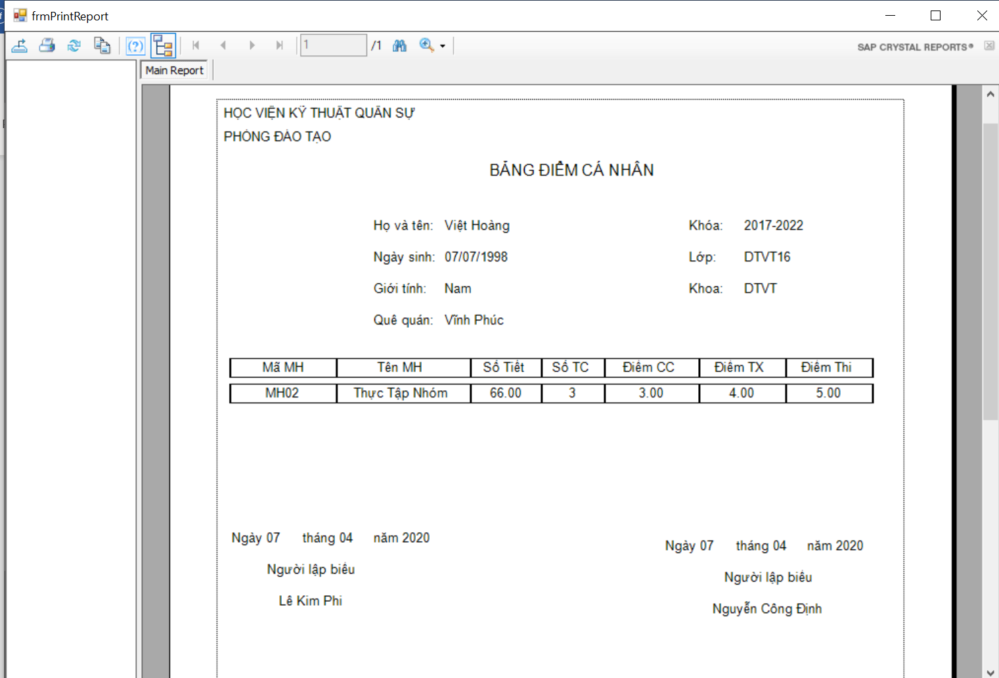 frmPrintReport
1 /1
SAP CRYSTAL REPORTS®
Main Report
HỌC VIỆN KỸ THUẬT QUÂN SỰ
PHÒNG ĐÀO TẠO
BẢNG ĐIỂM CÁ NHÂN
Họ và tên: Việt Hoàng Khóa: 2017-2022
Ngày sinh: 07/07/1998 Lớp: DTVT16
Giới tính: Nam Khoa: DTVT
Quê quán: Vĩnh Phúc
Mã MH Tên MH Số Tiết Số TC Điểm CC Điểm TX Điểm Thi
MH02 Thực Tập Nhóm 66.00 3 3.00 4.00 5.00
Ngày 07 tháng 04 năm 2020
Ngày 07 tháng 04 năm 2020
Người lập biểu
Người lập biểu
Lê Kim Phi
Nguyễn Công Định